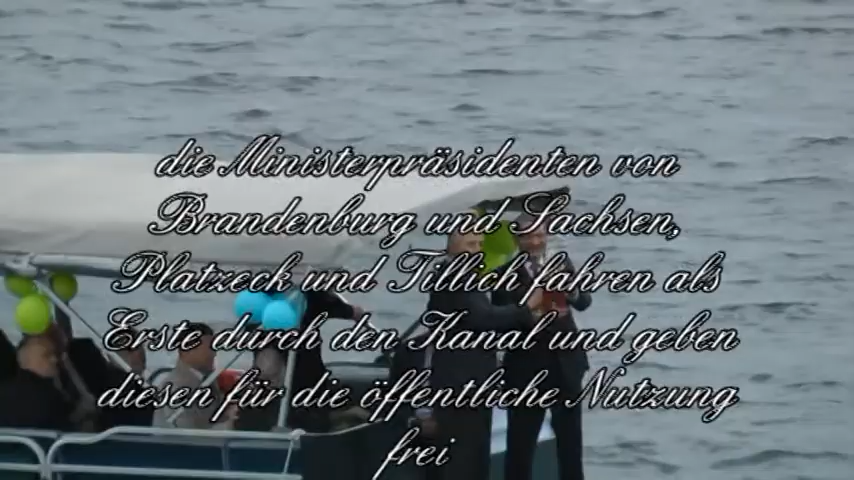 die Ministerpräsidenten von
Brandenburg und Sachsen,
Platzeck und Tillich fahren als
Erste durch den Kanal und geben
diesen für die öffentliche Nutzung
frei